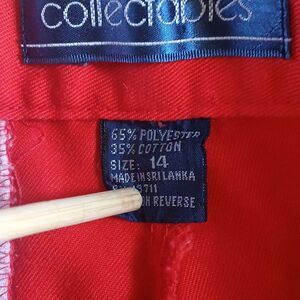 collectables
65% POLYESTER
35% COTTON
SIZE: 14
MADE IN SRI LANKA
REVERSE